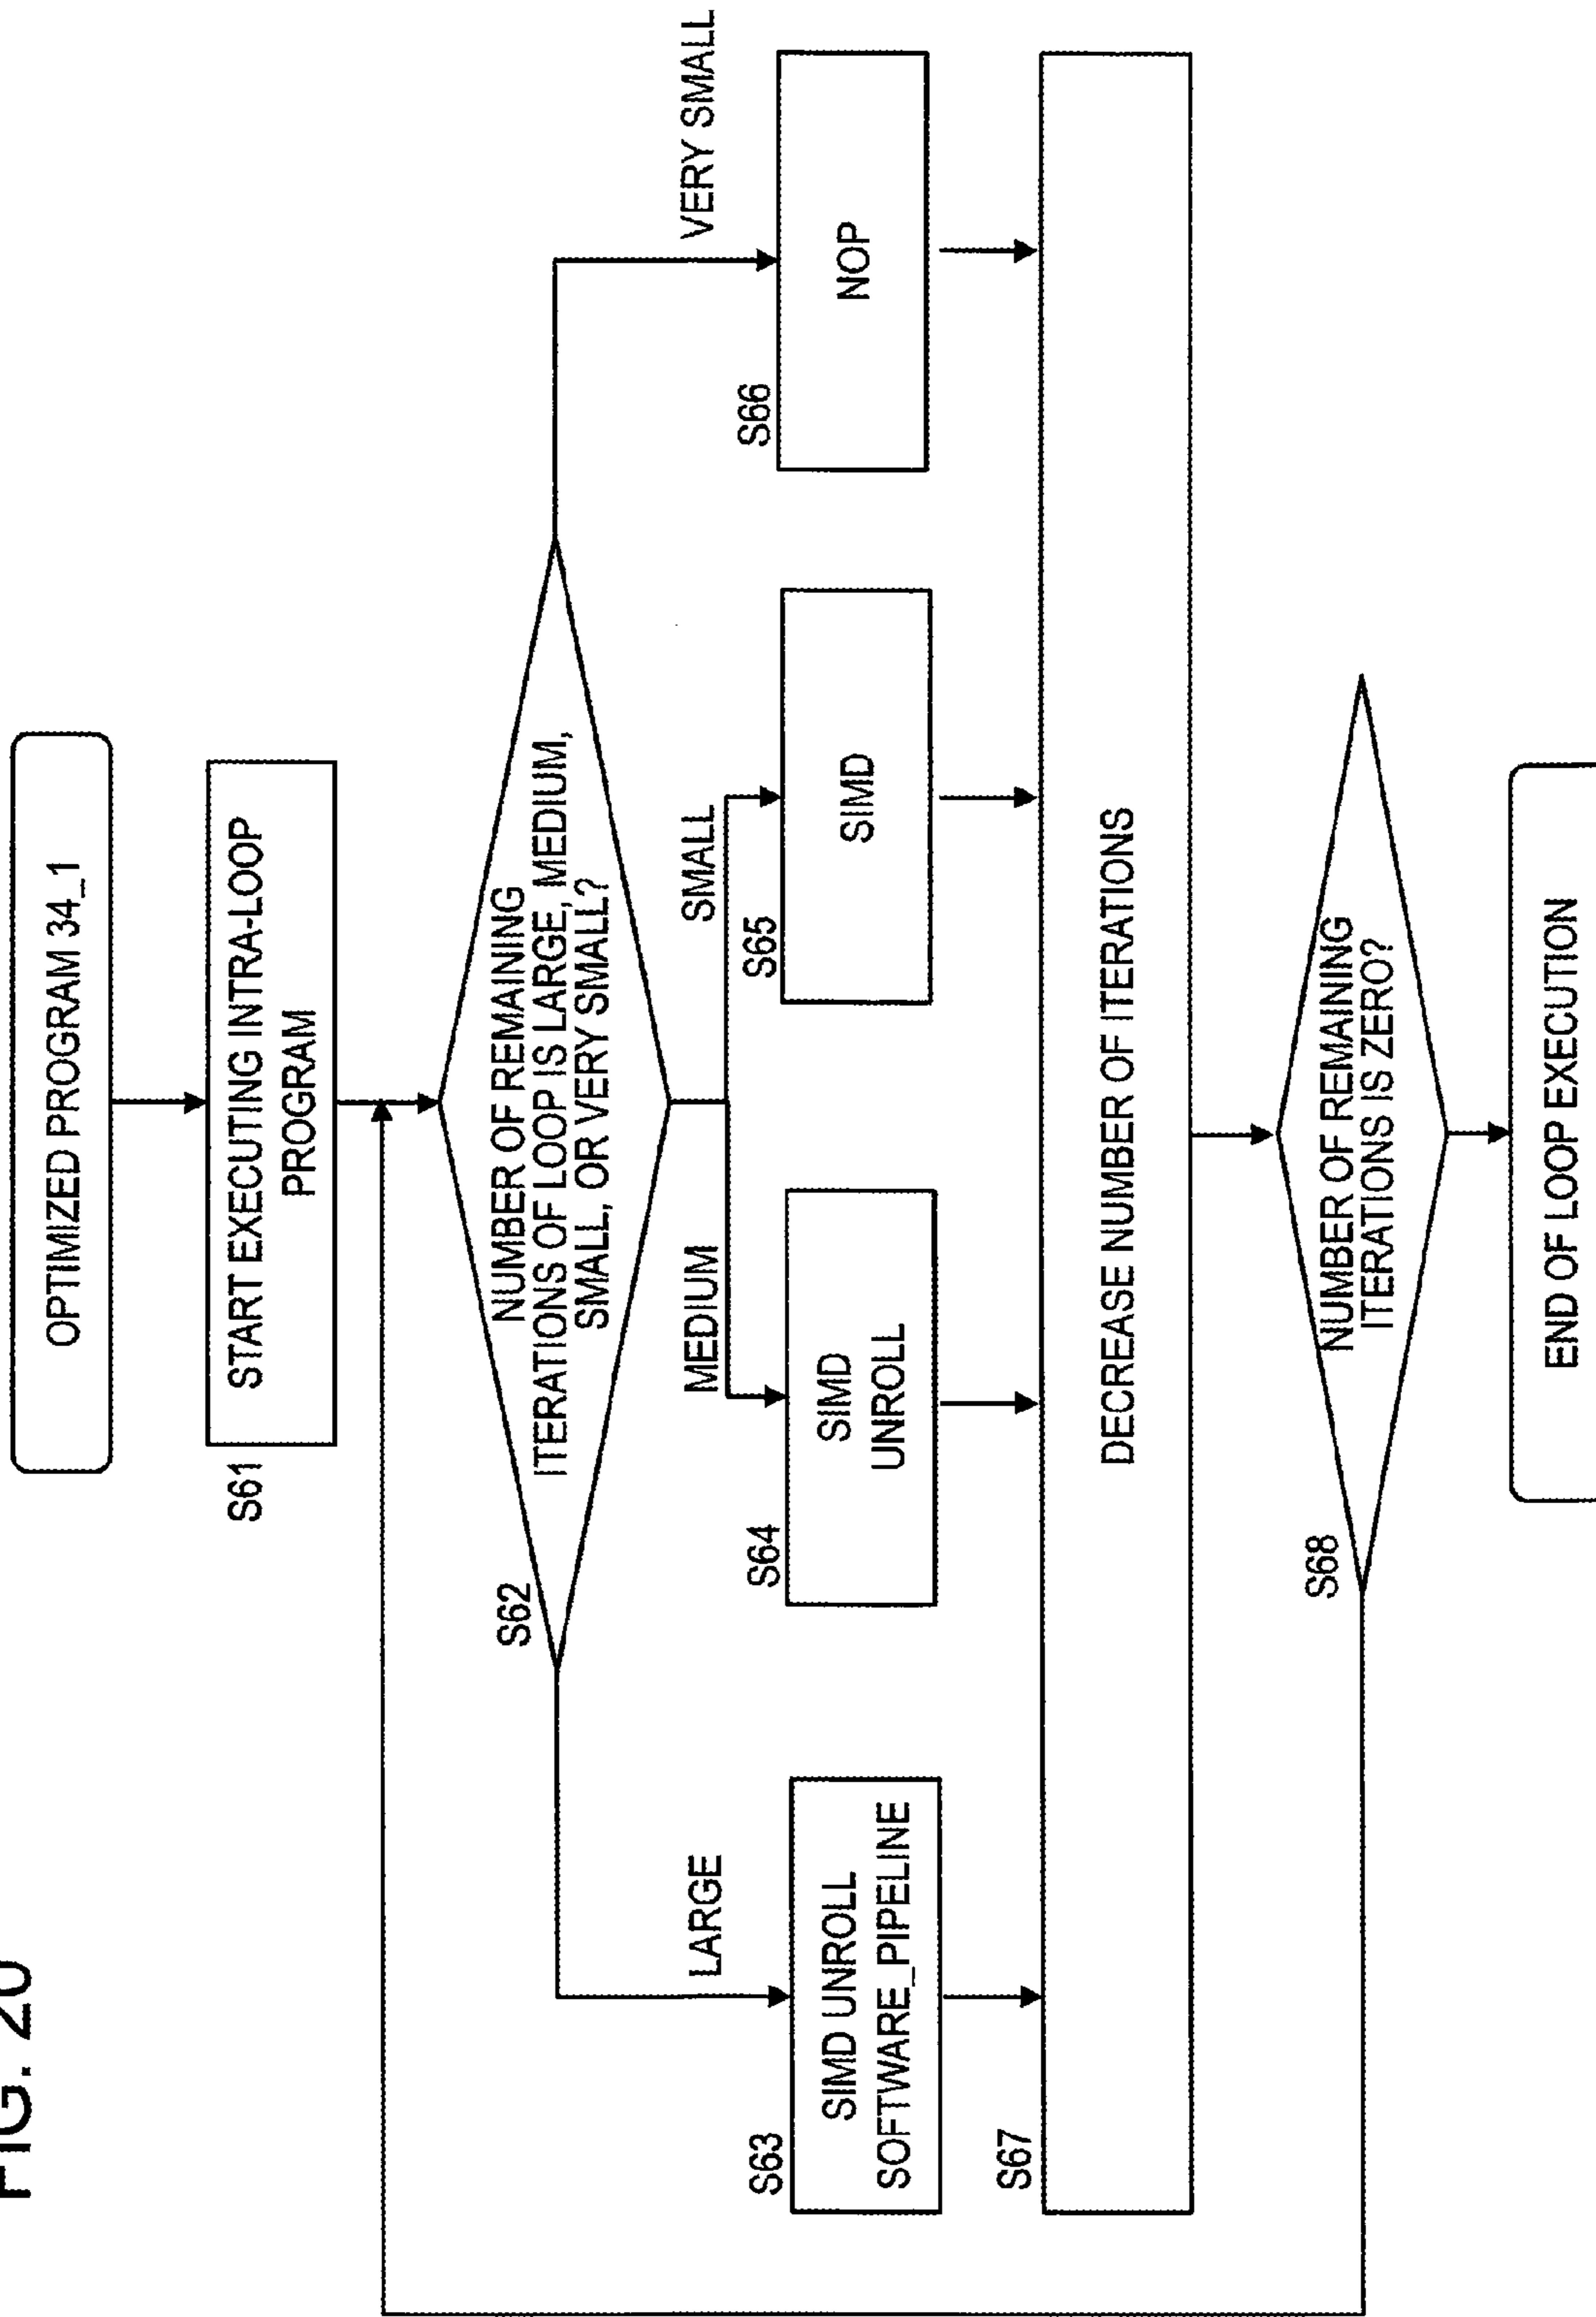 FIG. 20
OPTIMIZED PROGRAM 34_1
S61
START EXECUTING INTRA-LOOP
PROGRAM
S62
NUMBER OF REMAINING
ITERATIONS OF LOOP IS LARGE, MEDIUM,
SMALL, OR VERY SMALL?
LARGE
MEDIUM
SMALL
VERY SMALL
S63
SIMD UNROLL
SOFTWARE_PIPELINE
S64
SIMD
UNROLL
S65
SIMD
S66
NOP
S67
DECREASE NUMBER OF ITERATIONS
S68
NUMBER OF REMAINING
ITERATIONS IS ZERO?
END OF LOOP EXECUTION